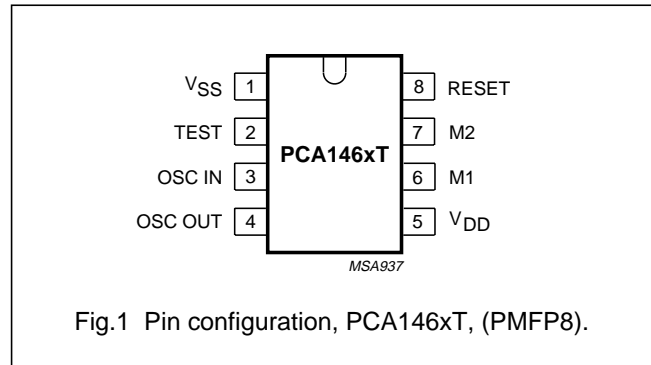 VSS 1 8 RESET
TEST 2 7 M2
PCA146xT
OSC IN 3 6 M1
OSC OUT 4 5 VDD
MSA937
Fig.1 Pin configuration, PCA146xT, (PMFP8).